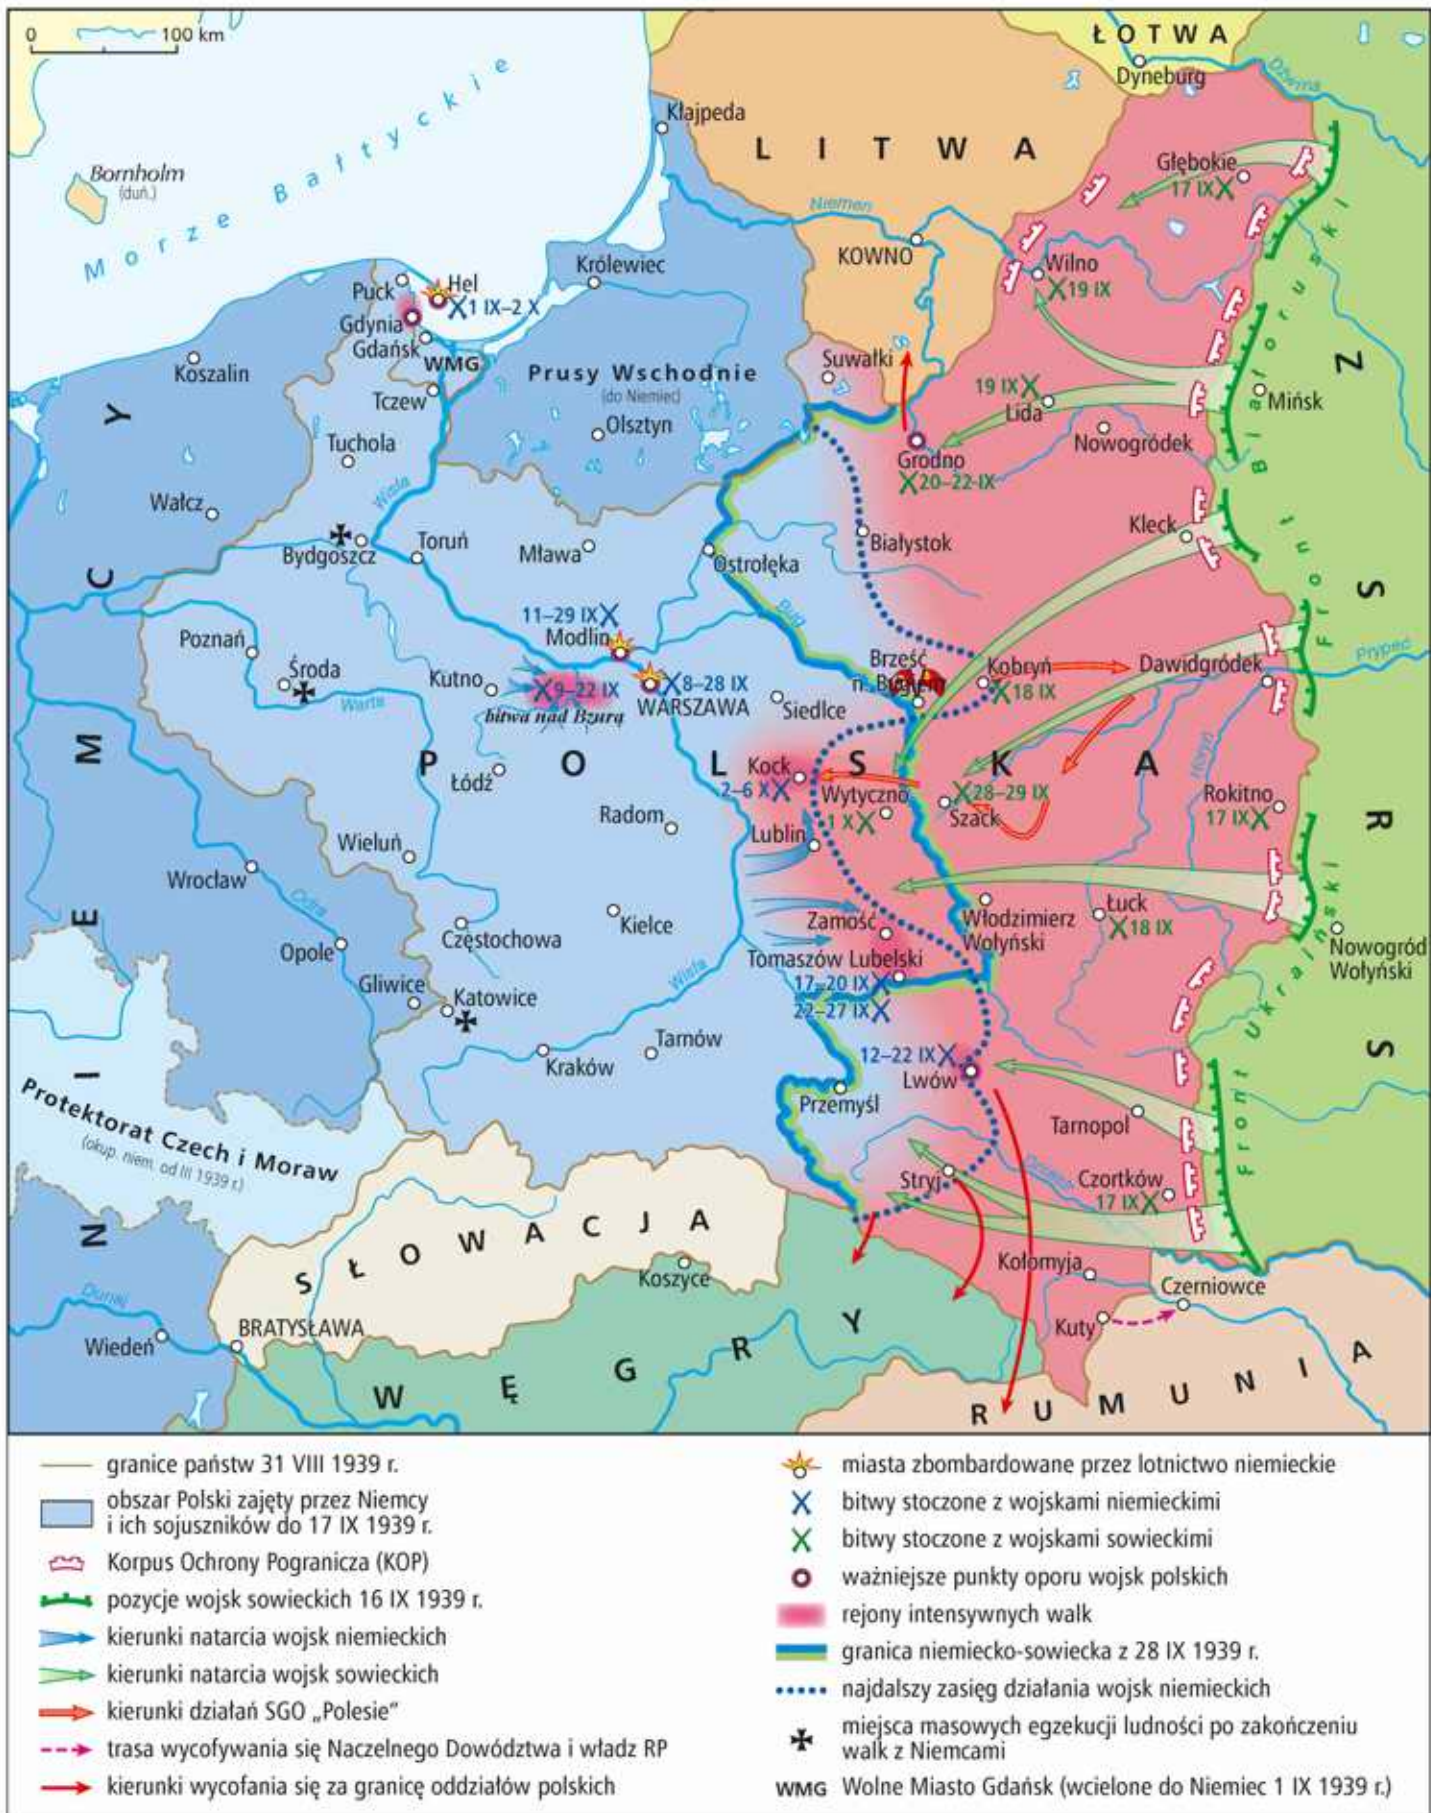 0 100 km
ŁOTWA
Dyneburg
Dźwina
Kłajpeda
LITWA
Głębokie
17 IX
Bornholm
(duń.)
Morze Bałtyckie
Niemen
KOWNO
Wilno
19 IX
Królewiec
Puck
Hel
1 IX–2 X
Gdynia
Gdańsk
WMG
Koszalin
Tczew
Prusy Wschodnie
(do Niemiec)
Olsztyn
Suwałki
19 IX
Lida
Mińsk
Nowogródek
Grodno
20–22 IX
Tuchola
Wisła
Wałcz
Bydgoszcz
Toruń
Mława
Ostrołęka
Białystok
Kleck
Front Białoruski
ZSRS
NIEMCY
11–29 IX
Modlin
Bug
Poznań
Środa
Kutno
9–22 IX
bitwa nad Bzurą
8–28 IX
WARSZAWA
Siedlce
Brześć
n. Bugiem
Kobryń
18 IX
Dawidgródek
Prypeć
Warta
POLSKA
Łódź
Kock
2–6 X
Wytyczno
1 X
28–29 IX
Szack
Horyń
Rokitno
17 IX
Radom
Lublin
Wieluń
Wrocław
Odra
Opole
Częstochowa
Kielce
Zamość
Włodzimierz
Wołyński
Łuck
18 IX
Nowogród
Wołyński
Tomaszów Lubelski
17–20 IX
22–27 IX
Gliwice
Katowice
Wisła
Kraków
Tarnów
12–22 IX
Lwów
Przemyśl
Tarnopol
Front Ukraiński
Protektorat Czech i Moraw
(okup. niem. od III 1939 r.)
Stryj
Czortków
17 IX
SŁOWACJA
Koszyce
Kołomyja
Czerniowce
Kuty
Dunaj
Wiedeń
BRATYSŁAWA
WĘGRY
RUMUNIA
granice państw 31 VIII 1939 r.
obszar Polski zajęty przez Niemcy
i ich sojuszników do 17 IX 1939 r.
Korpus Ochrony Pogranicza (KOP)
pozycje wojsk sowieckich 16 IX 1939 r.
kierunki natarcia wojsk niemieckich
kierunki natarcia wojsk sowieckich
kierunki działań SGO „Polesie“
trasa wycofywania się Naczelnego Dowództwa i władz RP
kierunki wycofania się za granicę oddziałów polskich
miasta zbombardowane przez lotnictwo niemieckie
bitwy stoczone z wojskami niemieckimi
bitwy stoczone z wojskami sowieckimi
ważniejsze punkty oporu wojsk polskich
rejony intensywnych walk
granica niemiecko-sowiecka z 28 IX 1939 r.
najdalszy zasięg działania wojsk niemieckich
miejsca masowych egzekucji ludności po zakończeniu
walk z Niemcami
WMG Wolne Miasto Gdańsk (wcielone do Niemiec 1 IX 1939 r.)